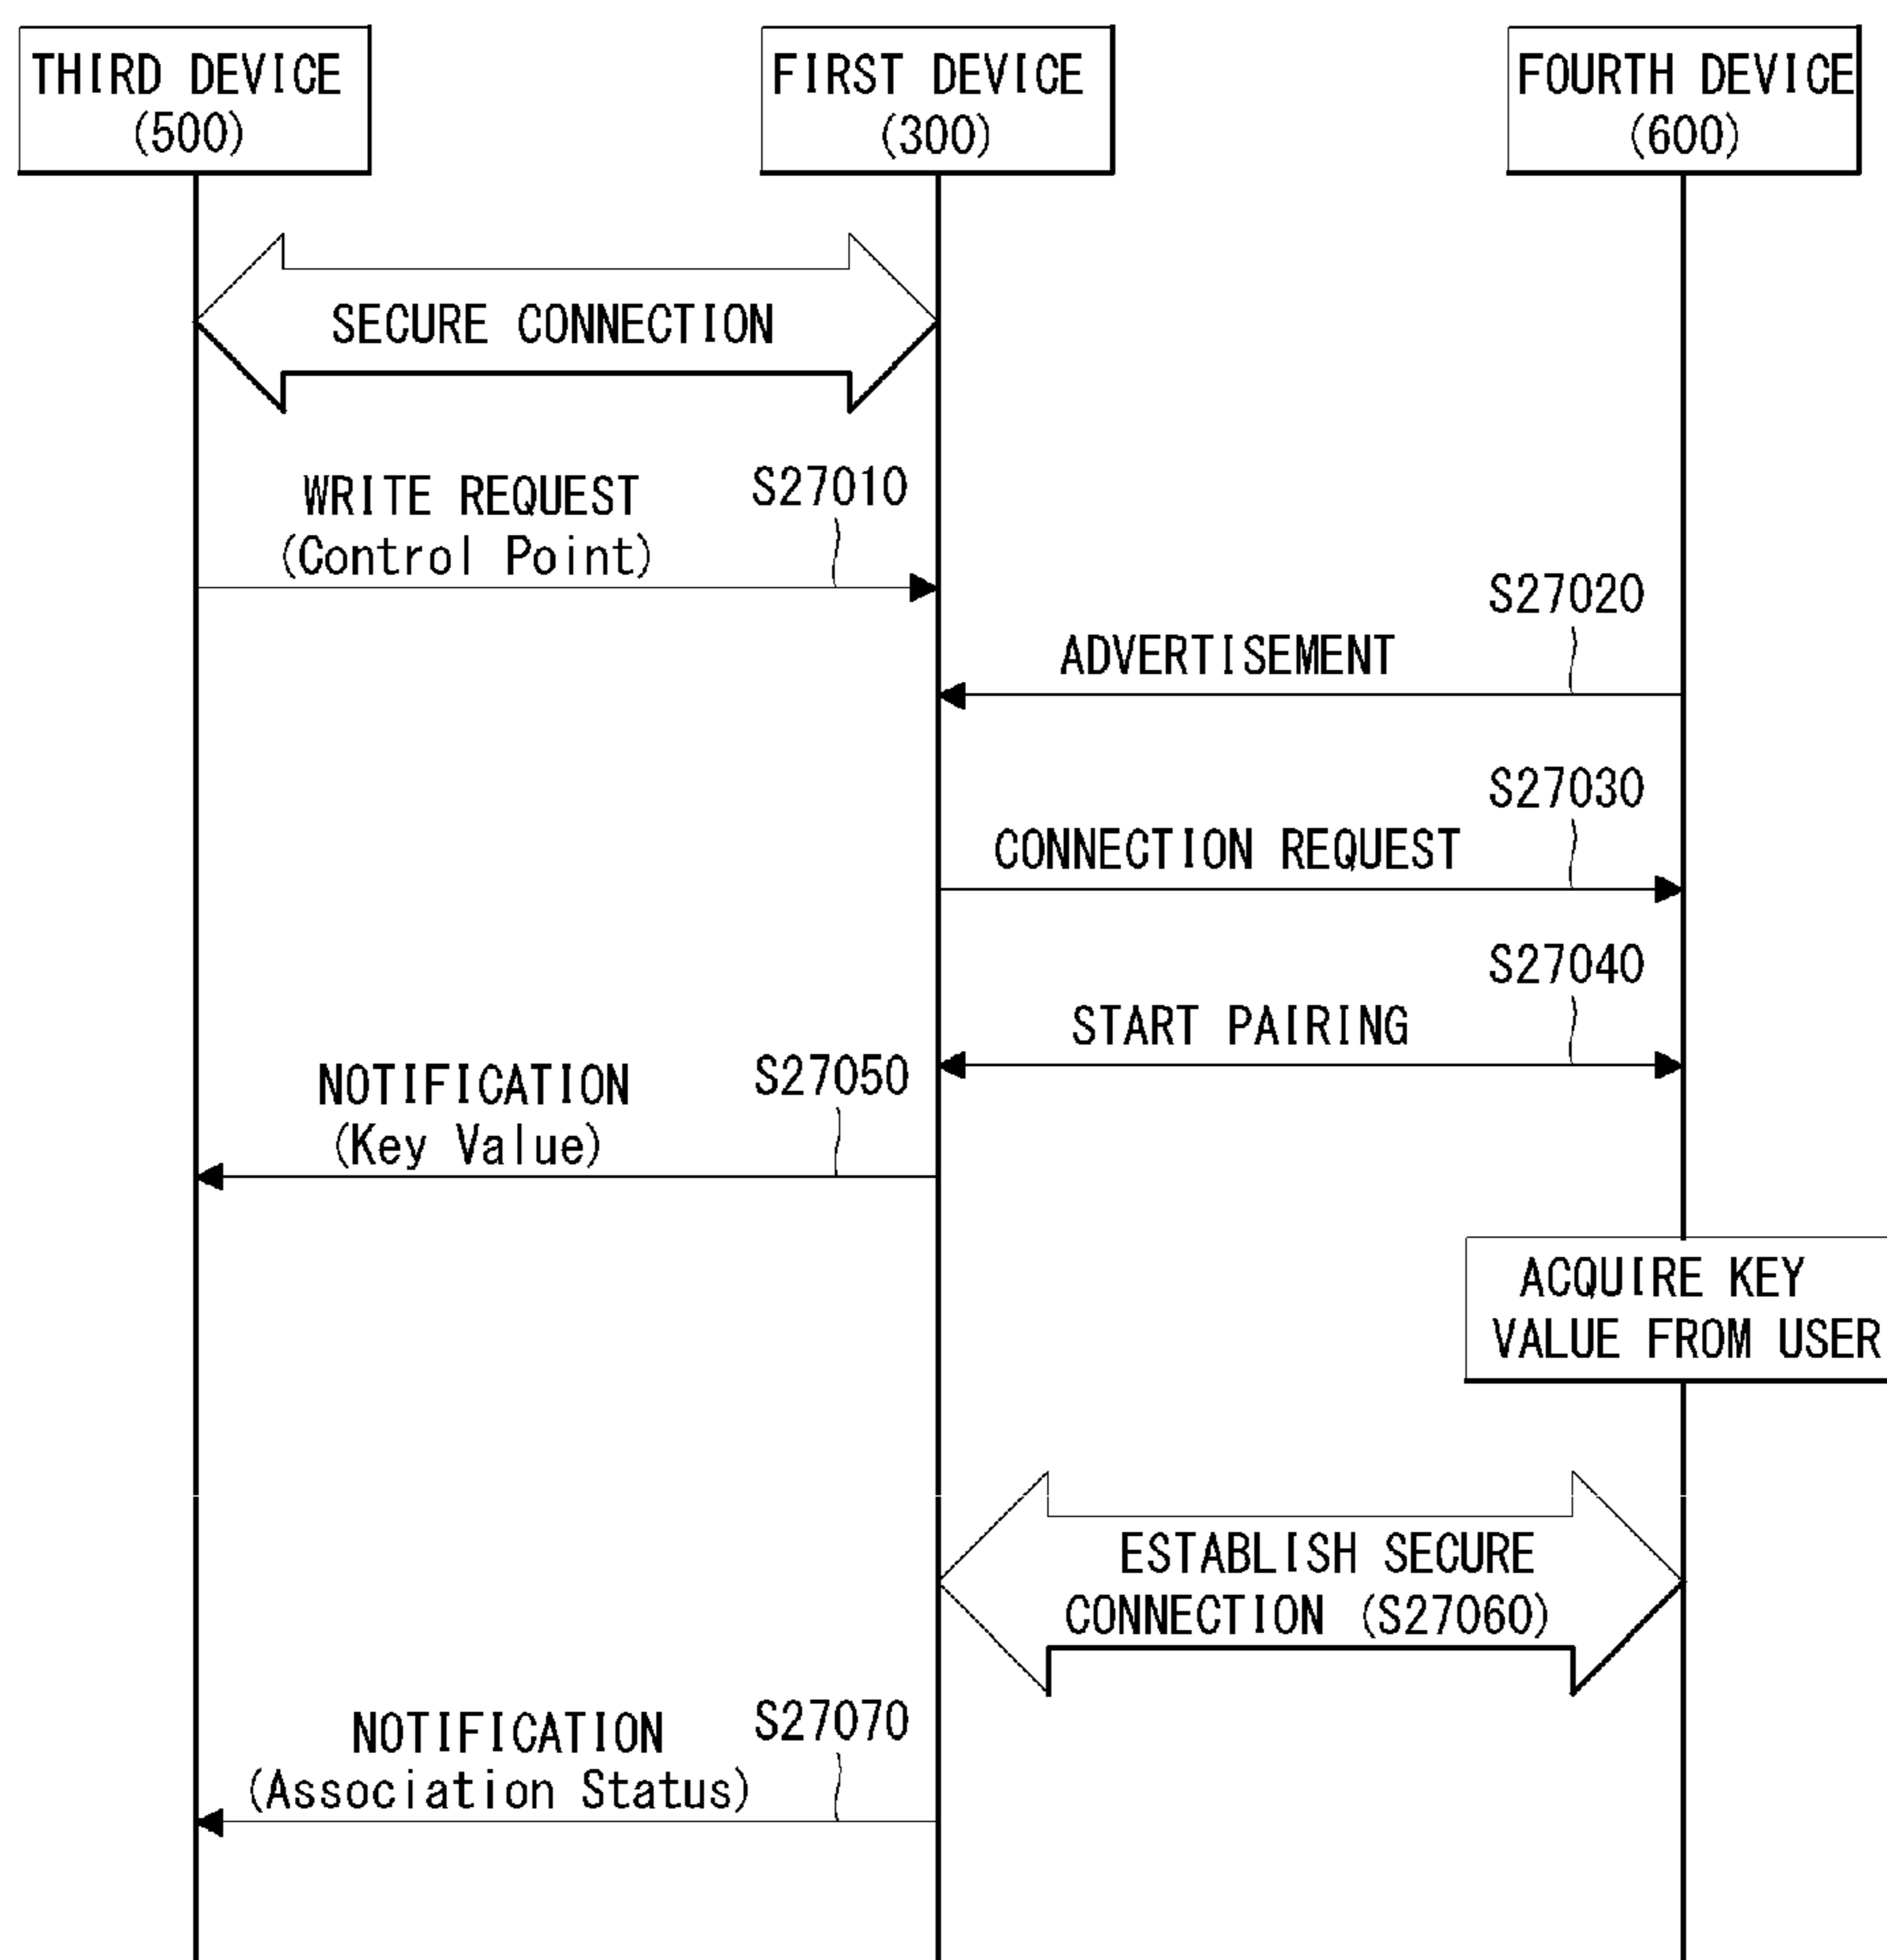 THIRD DEVICE
(500)
FIRST DEVICE
(300)
FOURTH DEVICE
(600)
SECURE CONNECTION
WRITE REQUEST
(Control Point)
S27010
S27020
ADVERTISEMENT
S27030
CONNECTION REQUEST
S27040
START PAIRING
NOTIFICATION
(Key Value)
S27050
ACQUIRE KEY
VALUE FROM USER
ESTABLISH SECURE
CONNECTION (S27060)
NOTIFICATION
(Association Status)
S27070